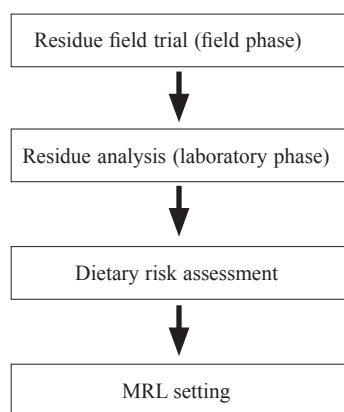 Residue field trial (field phase)
Residue analysis (laboratory phase)
Dietary risk assessment
MRL setting